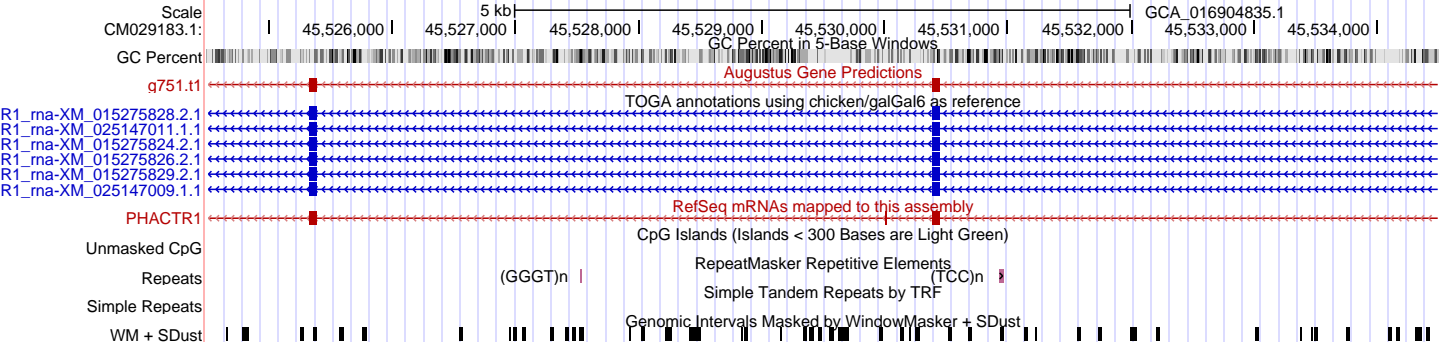 Scale 5 kb GCA_016904835.1
CM029183.1: 45,526,000 45,527,000 45,528,000 45,529,000 45,530,000 45,531,000 45,532,000 45,533,000 45,534,000
GC Percent in 5-Base Windows
GC Percent
Augustus Gene Predictions
g751.t1
TOGA annotations using chicken/galGal6 as reference
R1_rna-XM_015275828.2.1
R1_rna-XM_025147011.1.1
R1_rna-XM_015275824.2.1
R1_rna-XM_015275826.2.1
R1_rna-XM_015275829.2.1
R1_rna-XM_025147009.1.1
RefSeq mRNAs mapped to this assembly
PHACTR1
CpG Islands (Islands < 300 Bases are Light Green)
Unmasked CpG
RepeatMasker Repetitive Elements
Repeats (GGGT)n (TCC)n
Simple Tandem Repeats by TRF
Simple Repeats
Genomic Intervals Masked by WindowMasker + SDust
WM + SDust